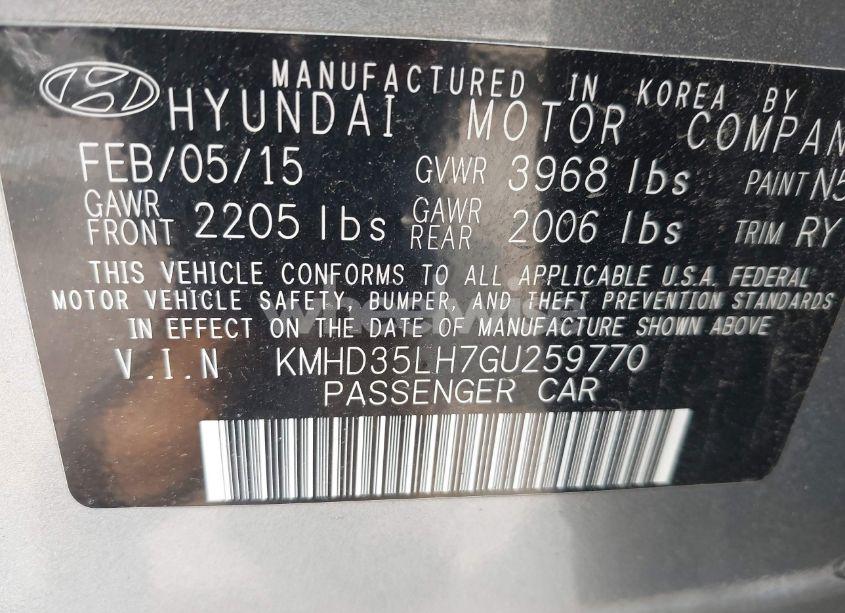 MANUFACTURED IN KOREA BY
HYUNDAI MOTOR COMPAN
FEB/05/15 GVWR 3968 lbs PAINT N5
GAWR FRONT 2205 lbs GAWR REAR 2006 lbs TRIM RY
THIS VEHICLE CONFORMS TO ALL APPLICABLE U.S.A. FEDERAL
MOTOR VEHICLE SAFETY, BUMPER, AND THEFT PREVENTION STANDARDS
IN EFFECT ON THE DATE OF MANUFACTURE SHOWN ABOVE
V.I.N KMHD35LH7GU259770
PASSENGER CAR